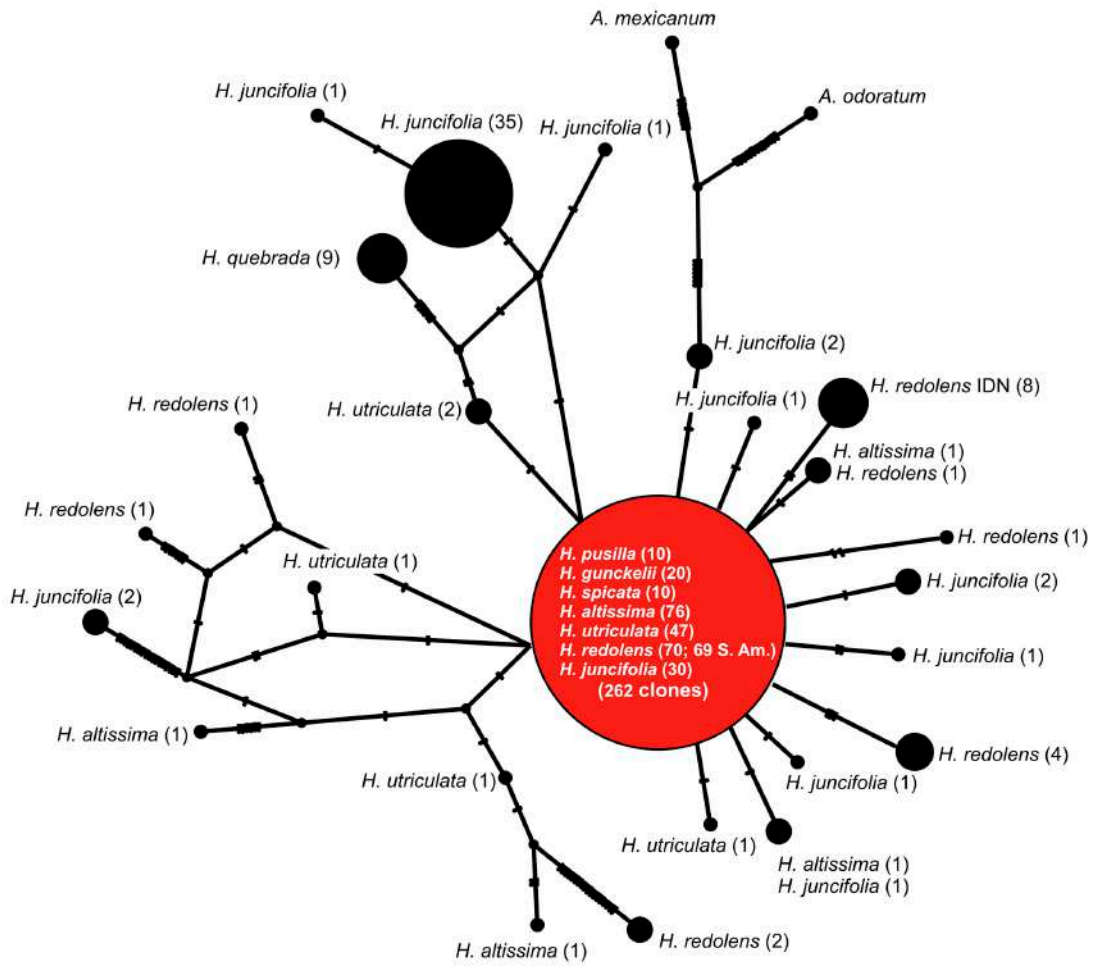 A. mexicanum
H. juncifolia (1)
A. odoratum
H. juncifolia (35)
H. juncifolia (1)
H. quebrada (9)
H. juncifolia (2)
H. redolens IDN (8)
H. juncifolia (1)
H. redolens (1)
H. utriculata (2)
H. altissima (1)
H. redolens (1)
H. redolens (1)
H. redolens (1)
H. utriculata (1)
H. juncifolia (2)
H. juncifolia (2)
H. pusilla (10)
H. gunckelii (20)
H. spicata (10)
H. altissima (76)
H. utriculata (47)
H. redolens (70; 69 S. Am.)
H. juncifolia (30)
(262 clones)
H. juncifolia (1)
H. altissima (1)
H. redolens (4)
H. utriculata (1)
H. juncifolia (1)
H. utriculata (1)
H. altissima (1)
H. juncifolia (1)
H. altissima (1)
H. redolens (2)